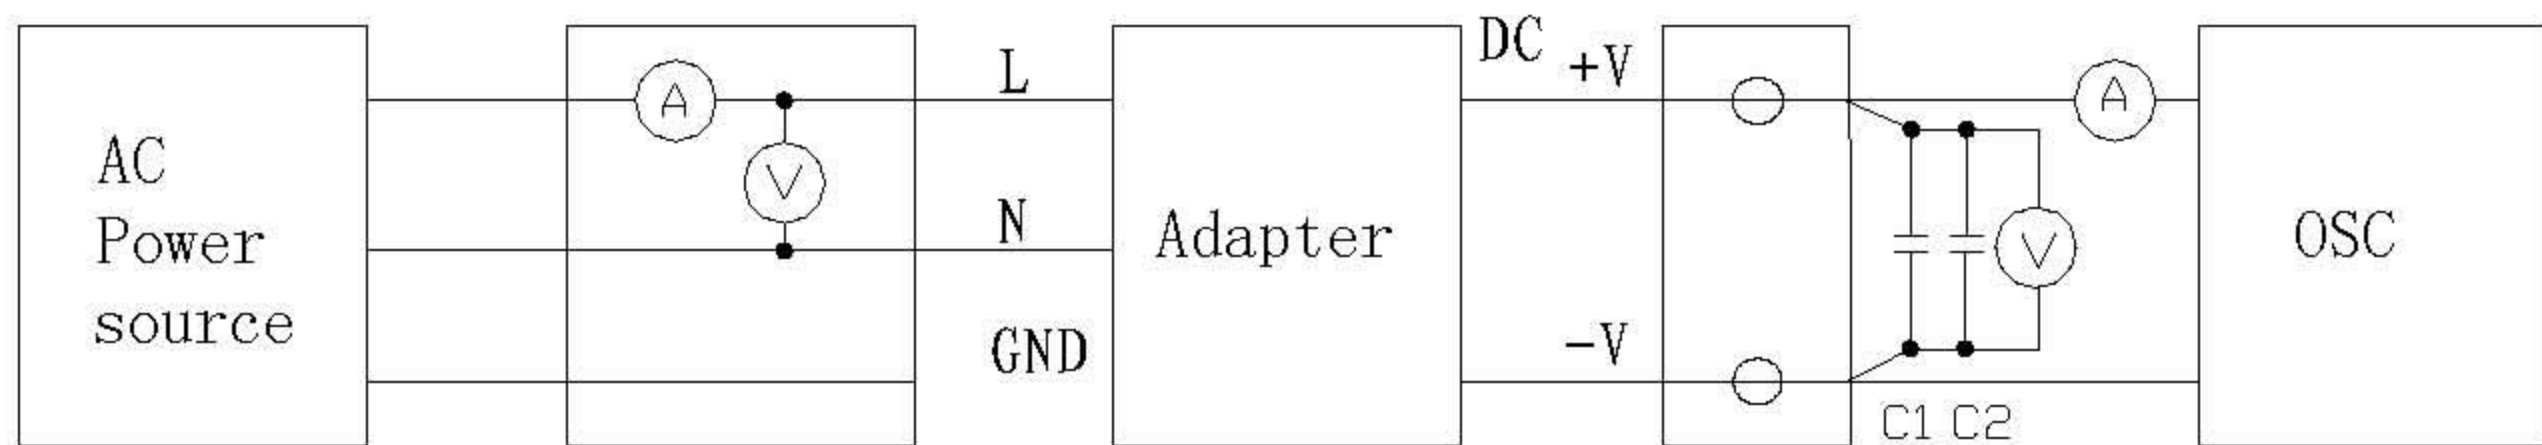 AC
Power
source
A
V
L
N
GND
Adapter
DC
+V
-V
A
V
C1 C2
OSC